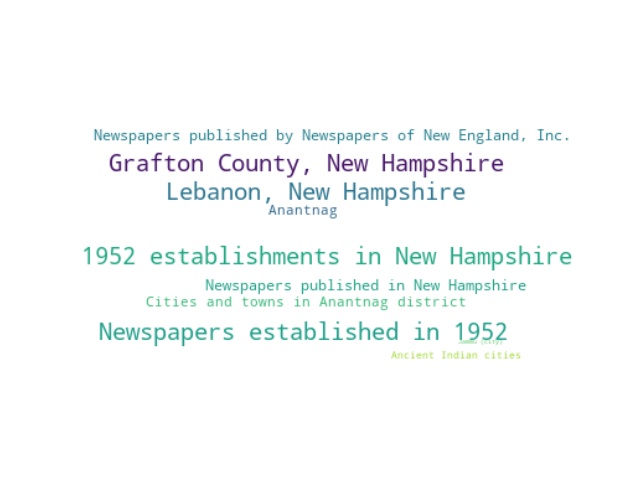 Newspapers published by Newspapers of New England, Inc.
Grafton County, New Hampshire
Lebanon, New Hampshire
Anantnag
1952 establishments in New Hampshire
Newspapers published in New Hampshire
Cities and towns in Anantnag district
Newspapers established in 1952
Ancient Indian cities